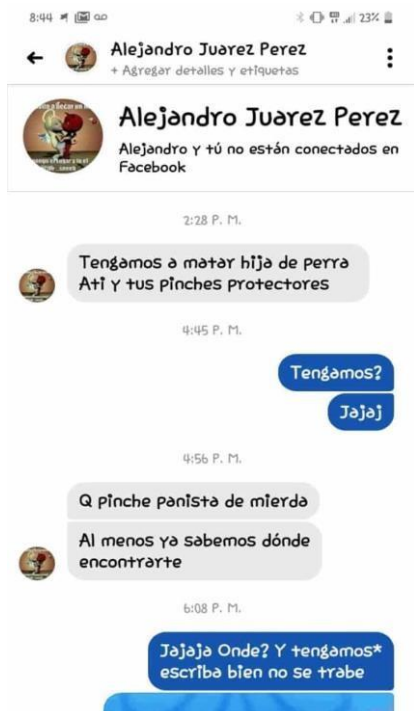 8:44
23%
Alejandro Juarez Perez
+ Agregar detalles y etiquetas
Alejandro Juarez Perez
Alejandro y tú no están conectados en
Facebook
2:28 P. M.
Tengamos a matar hija de perra
Ati y tus pinches protectores
4:45 P. M.
Tengamos?
Jajaj
4:56 P. M.
Q pinche panista de mierda
Al menos ya sabemos dónde
encontrarte
6:08 P. M.
Jajaja Onde? Y tengamos*
escriba bien no se trabe